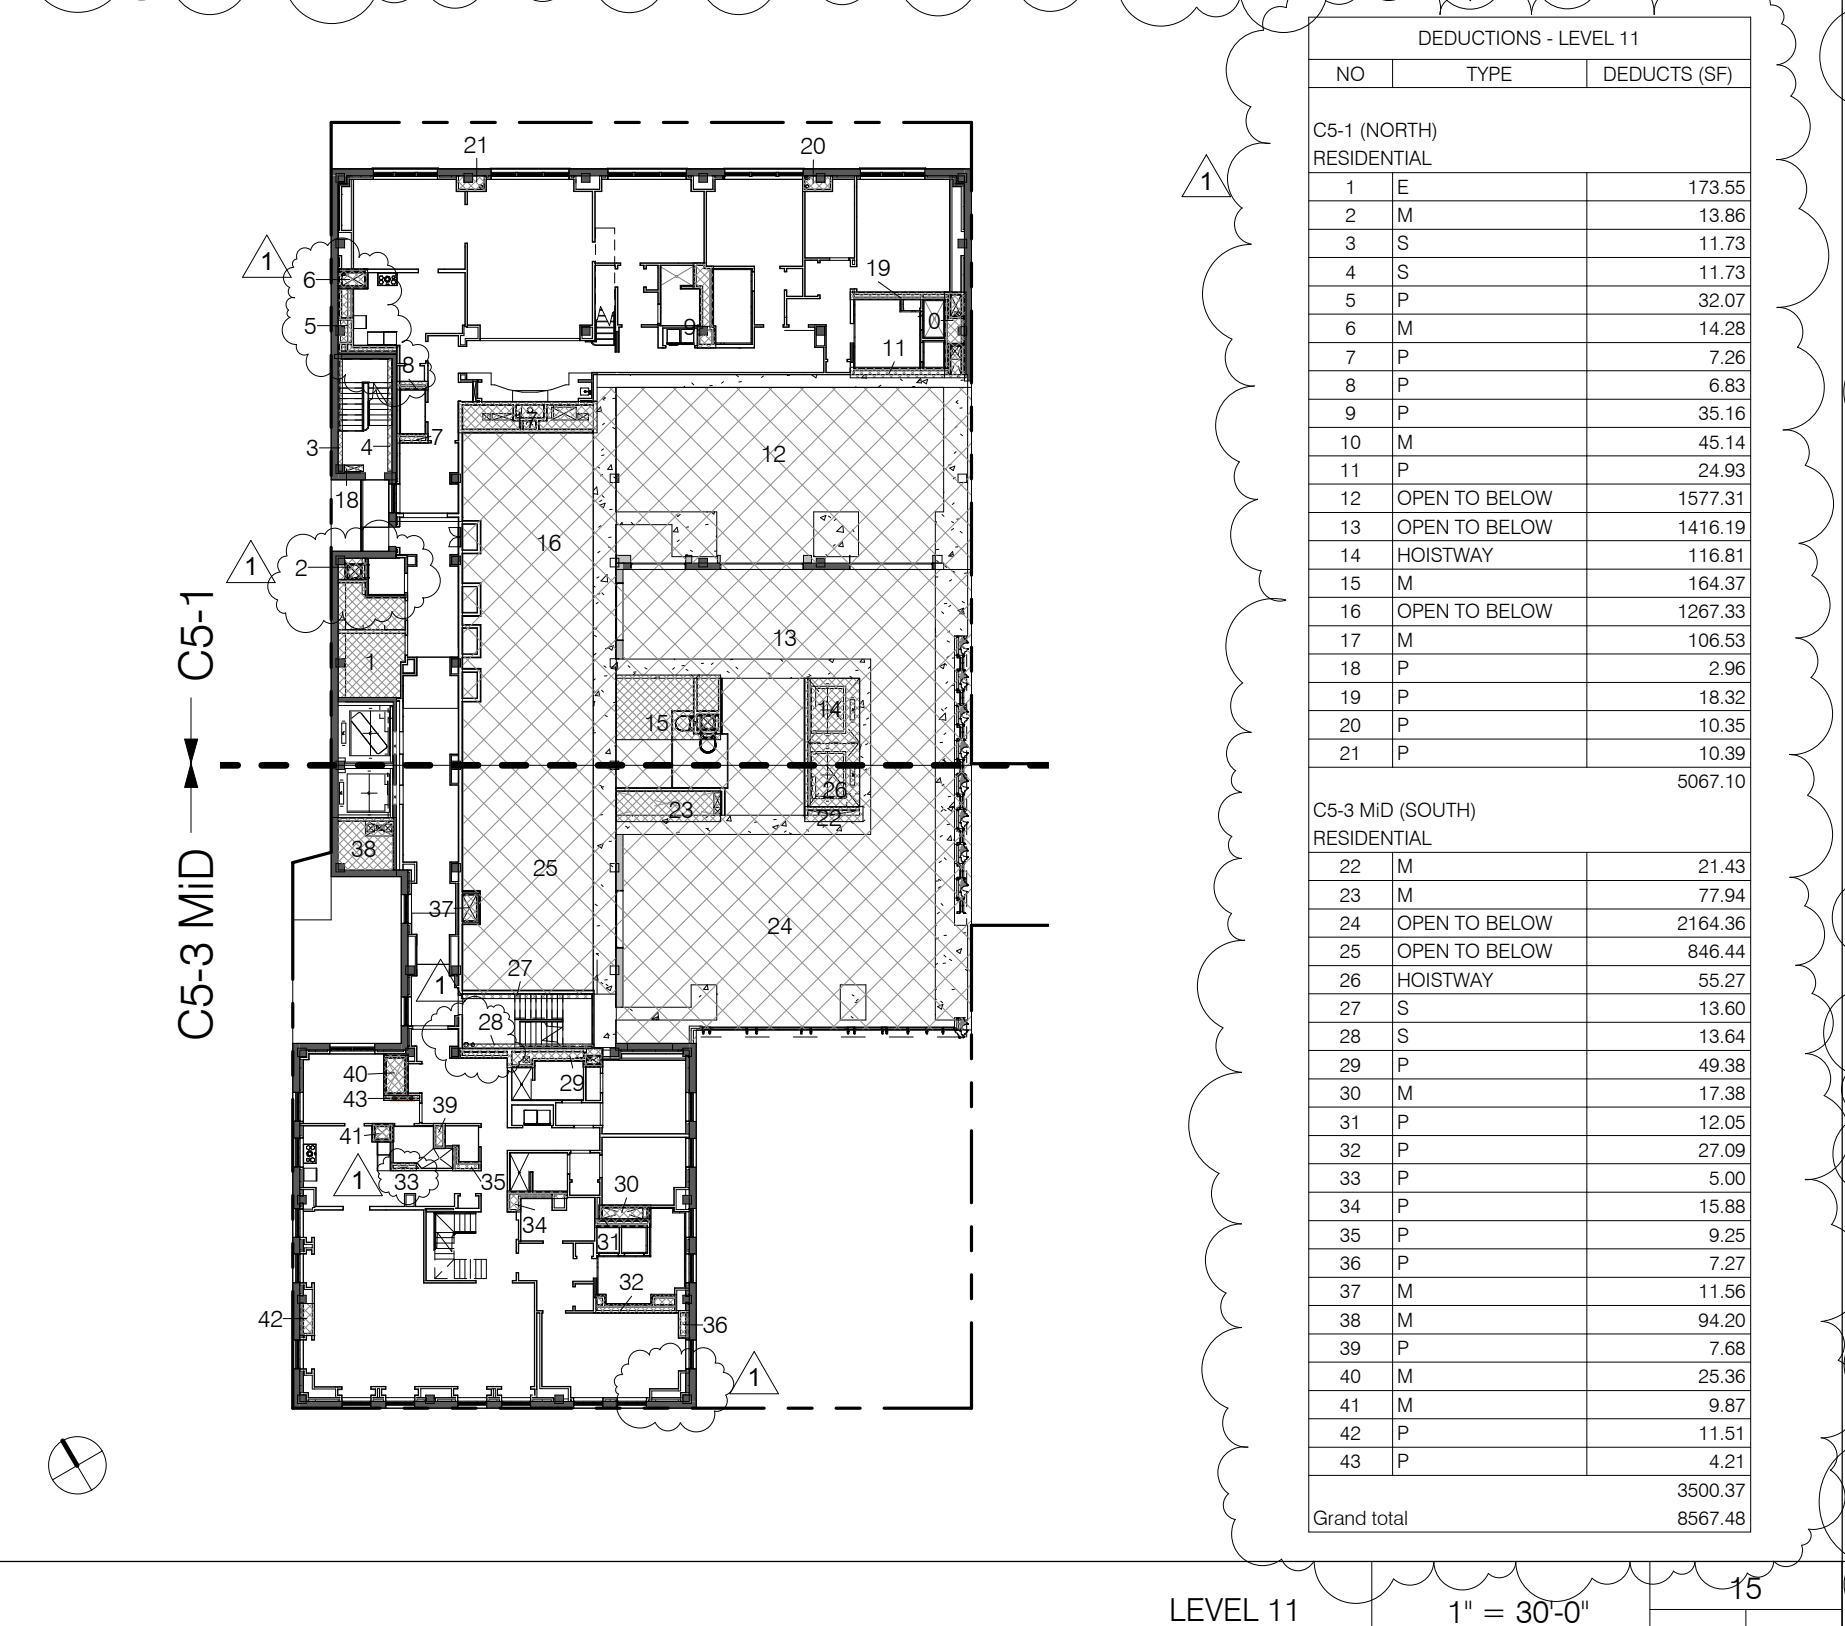 21
20
1
6
5
19
0
9
11
8
7
3
4
7
12
18
16
1
2
C5-1
13
1
14
15
26
23
22
38
C5-3 MiD
25
37
24
27
1
28
40
29
43
39
41
1
33
35
30
34
31
32
42
36
1
DEDUCTIONS - LEVEL 11
NO TYPE DEDUCTS (SF)
C5-1 (NORTH)
RESIDENTIAL
1
1 E 173.55
2 M 13.86
3 S 11.73
4 S 11.73
5 P 32.07
6 M 14.28
7 P 7.26
8 P 6.83
9 P 35.16
10 M 45.14
11 P 24.93
12 OPEN TO BELOW 1577.31
13 OPEN TO BELOW 1416.19
14 HOISTWAY 116.81
15 M 164.37
16 OPEN TO BELOW 1267.33
17 M 106.53
18 P 2.96
19 P 18.32
20 P 10.35
21 P 10.39
5067.10
C5-3 MiD (SOUTH)
RESIDENTIAL
22 M 21.43
23 M 77.94
24 OPEN TO BELOW 2164.36
25 OPEN TO BELOW 846.44
26 HOISTWAY 55.27
27 S 13.60
28 S 13.64
29 P 49.38
30 M 17.38
31 P 12.05
32 P 27.09
33 P 5.00
34 P 15.88
35 P 9.25
36 P 7.27
37 M 11.56
38 M 94.20
39 P 7.68
40 M 25.36
41 M 9.87
42 P 11.51
43 P 4.21
3500.37
Grand total 8567.48
LEVEL 11
1" = 30'-0"
15